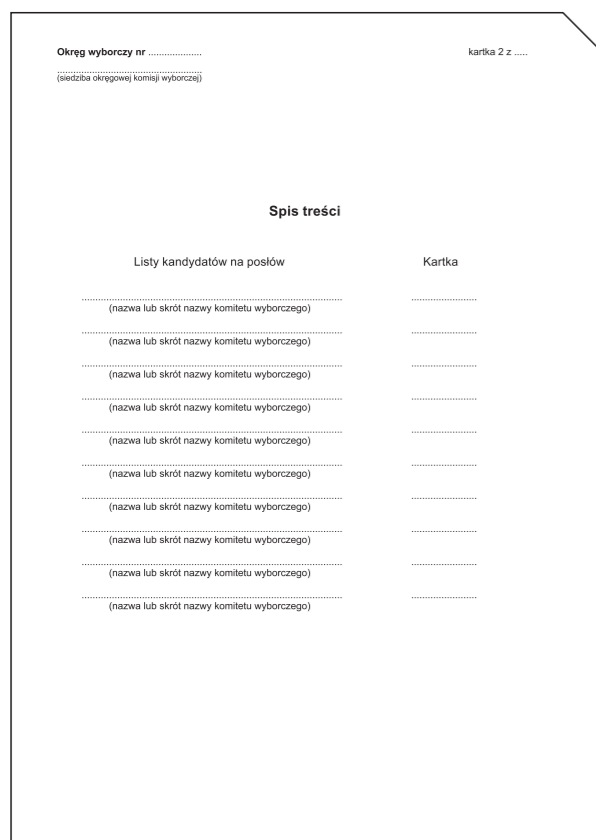 Okręg wyborczy nr .................... kartka 2 z .....
......................................................
(siedziba okręgowej komisji wyborczej)
Spis treści
Listy kandydatów na posłów Kartka
................................................................................................ ........................
(nazwa lub skrót nazwy komitetu wyborczego)
................................................................................................ ........................
(nazwa lub skrót nazwy komitetu wyborczego)
................................................................................................ ........................
(nazwa lub skrót nazwy komitetu wyborczego)
................................................................................................ ........................
(nazwa lub skrót nazwy komitetu wyborczego)
................................................................................................ ........................
(nazwa lub skrót nazwy komitetu wyborczego)
................................................................................................ ........................
(nazwa lub skrót nazwy komitetu wyborczego)
................................................................................................ ........................
(nazwa lub skrót nazwy komitetu wyborczego)
................................................................................................ ........................
(nazwa lub skrót nazwy komitetu wyborczego)
................................................................................................ ........................
(nazwa lub skrót nazwy komitetu wyborczego)
................................................................................................ ........................
(nazwa lub skrót nazwy komitetu wyborczego)